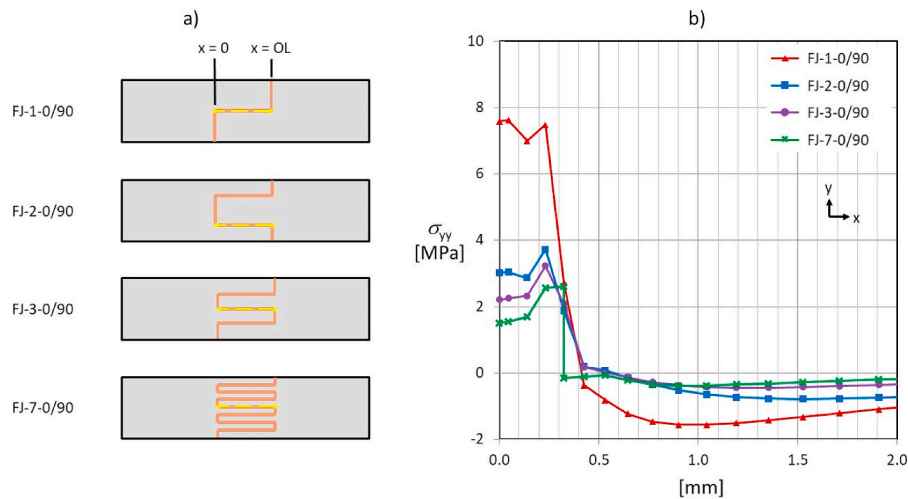 a)
b)
x = 0
x = OL
FJ-1-0/90
FJ-2-0/90
FJ-3-0/90
FJ-7-0/90
10
8
6
4
2
0
-2
σyy
[MPa]
FJ-1-0/90
FJ-2-0/90
FJ-3-0/90
FJ-7-0/90
y
x
0.0
0.5
1.0
1.5
2.0
[mm]